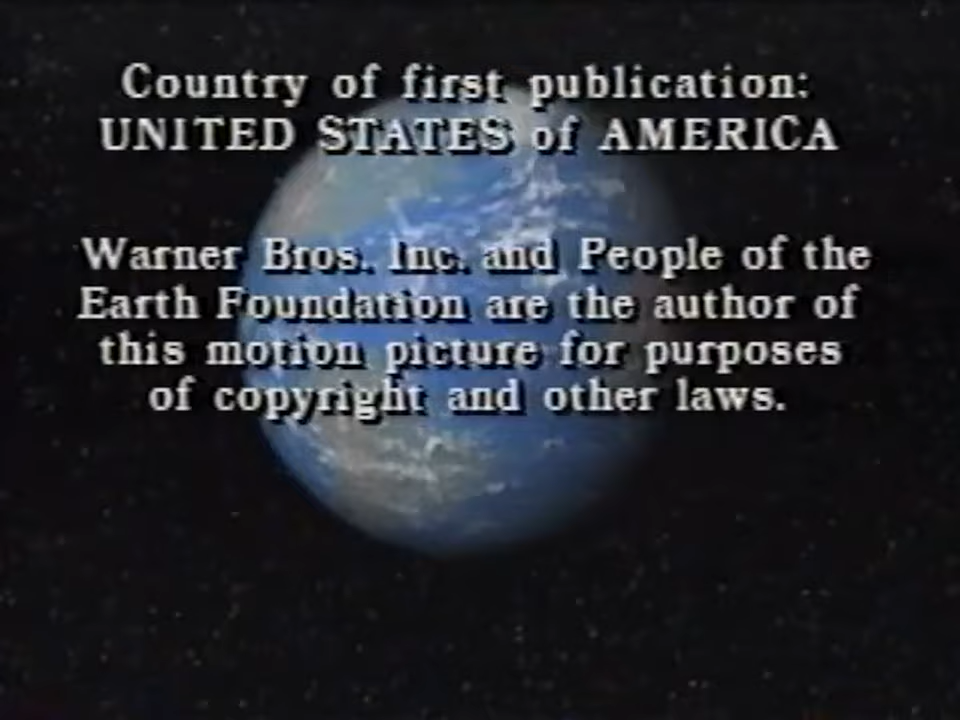 Country of first publication:
UNITED STATES of AMERICA
Warner Bros. Inc. and People of the
Earth Foundation are the author of
this motion picture for purposes
of copyright and other laws.